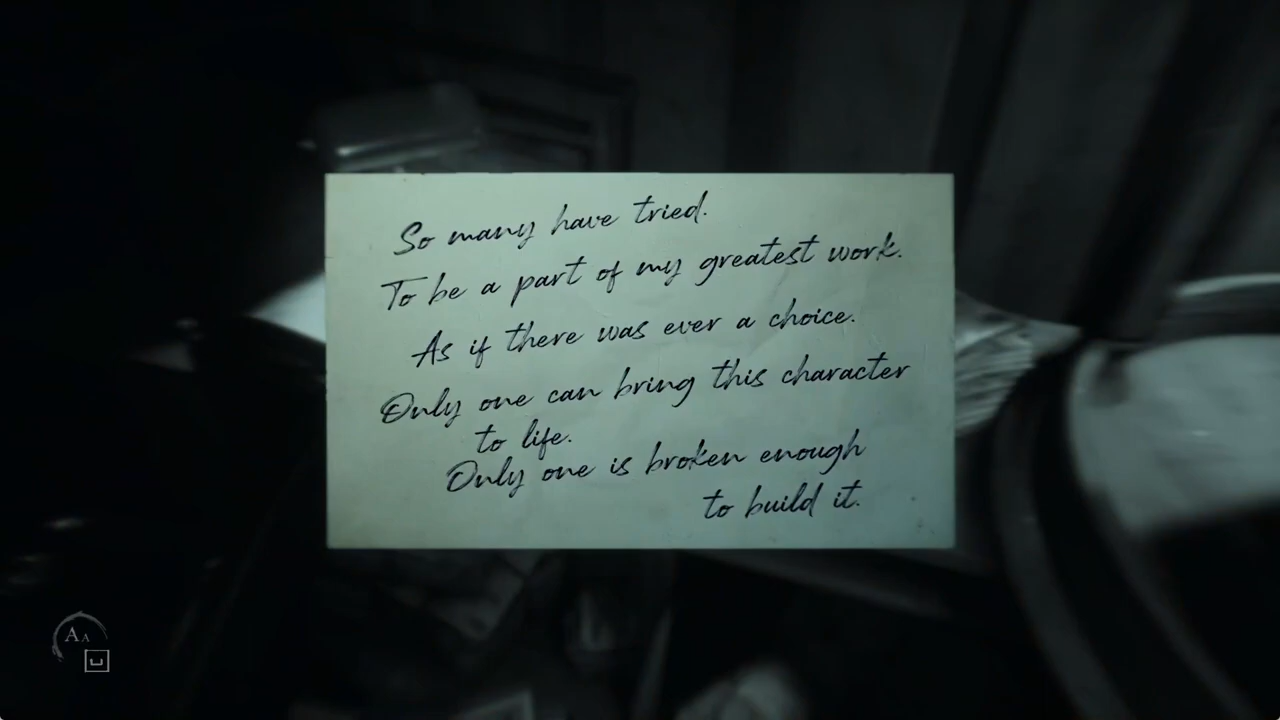 So many have tried.
To be a part of my greatest work.
As if there was ever a choice.
Only one can bring this character
to life.
Only one is broken enough
to build it.
AA